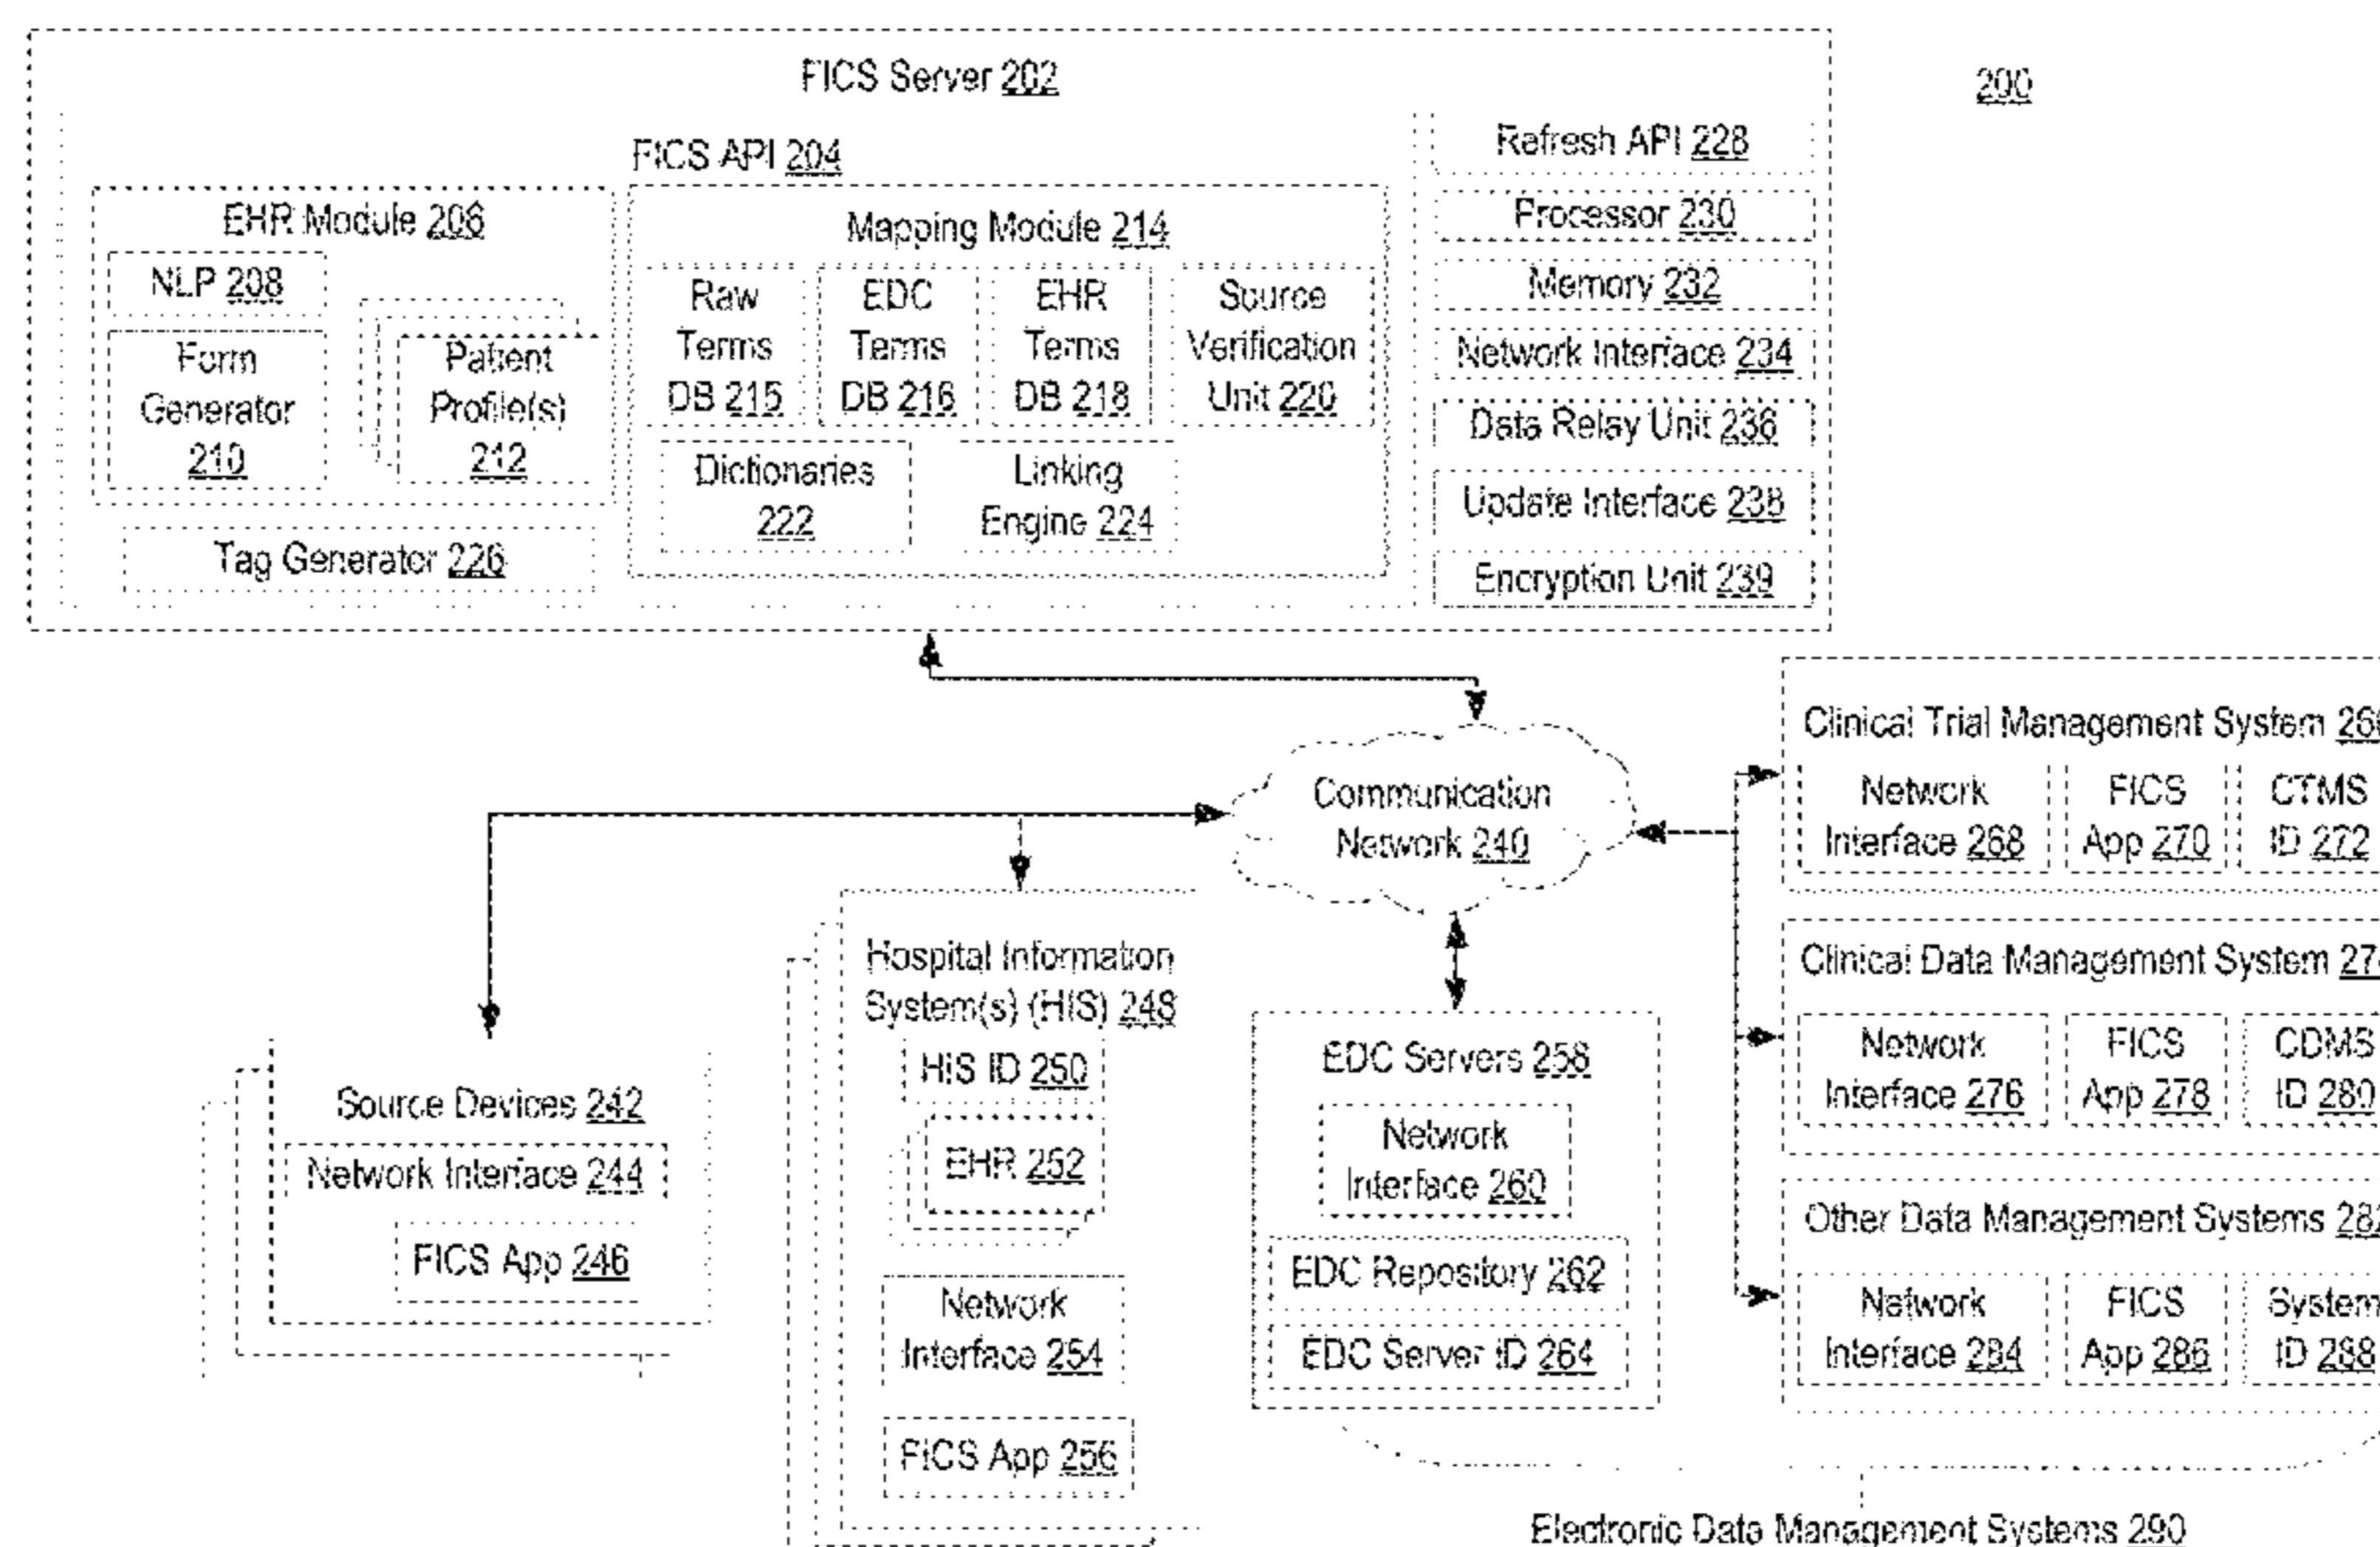 FICS Server 202
200
FICS API 204
EHR Module 206
NLP 208
Form
Generator
210
Patient
Profile(s)
212
Tag Generator 226
Mapping Module 214
Raw
Terms
DB 215
EDC
Terms
DB 216
EHR
Terms
DB 218
Source
Verification
Unit 220
Dictionaries
222
Linking
Engine 224
Refresh API 228
Processor 230
Memory 232
Network Interface 234
Data Relay Unit 236
Update Interface 238
Encryption Unit 239
Communication
Network 240
Source Devices 242
Network Interface 244
FICS App 246
Hospital Information
System(s) (HIS) 248
HIS ID 250
EHR 252
Network
Interface 254
FICS App 256
EDC Servers 258
Network
Interface 260
EDC Repository 262
EDC Server ID 264
Clinical Trial Management System
Network
Interface 268
FICS
App 270
CTMS
ID 272
Clinical Data Management System
Network
Interface 276
FICS
App 278
CDMS
ID 280
Other Data Management Systems
Network
Interface 284
FICS
App 286
System
ID 288
Electronic Data Management Systems 290